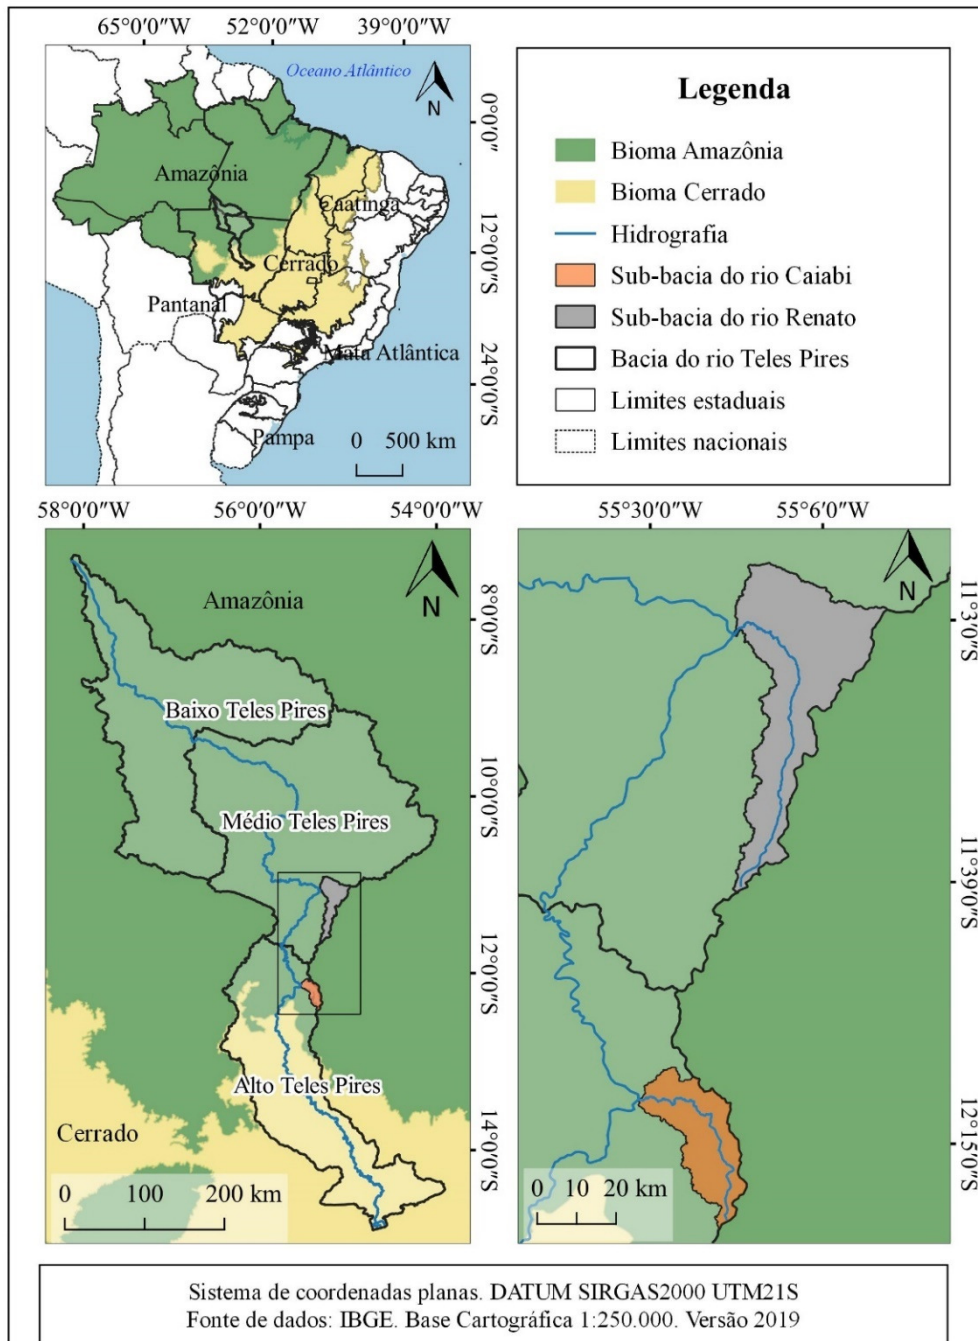 65°0'0"W 52°0'0"W 39°0'0"W
Oceano Atlântico
N
0°0'0"
Amazônia
Caatinga
12°0'0"S
Cerrado
Pantanal
Mata Atlântica
24°0'0"S
Pampa
0 500 km
Legenda
Bioma Amazônia
Bioma Cerrado
Hidrografia
Sub-bacia do rio Caiabi
Sub-bacia do rio Renato
Bacia do rio Teles Pires
Limites estaduais
Limites nacionais
58°0'0"W 56°0'0"W 54°0'0"W
N
Amazônia
8°0'0"S
Baixo Teles Pires
10°0'0"S
Médio Teles Pires
12°0'0"S
Alto Teles Pires
Cerrado
14°0'0"S
0 100 200 km
55°30'0"W 55°6'0"W
N
11°3'0"S
11°39'0"S
12°15'0"S
0 10 20 km
Sistema de coordenadas planas. DATUM SIRGAS2000 UTM21S
Fonte de dados: IBGE. Base Cartográfica 1:250.000. Versão 2019